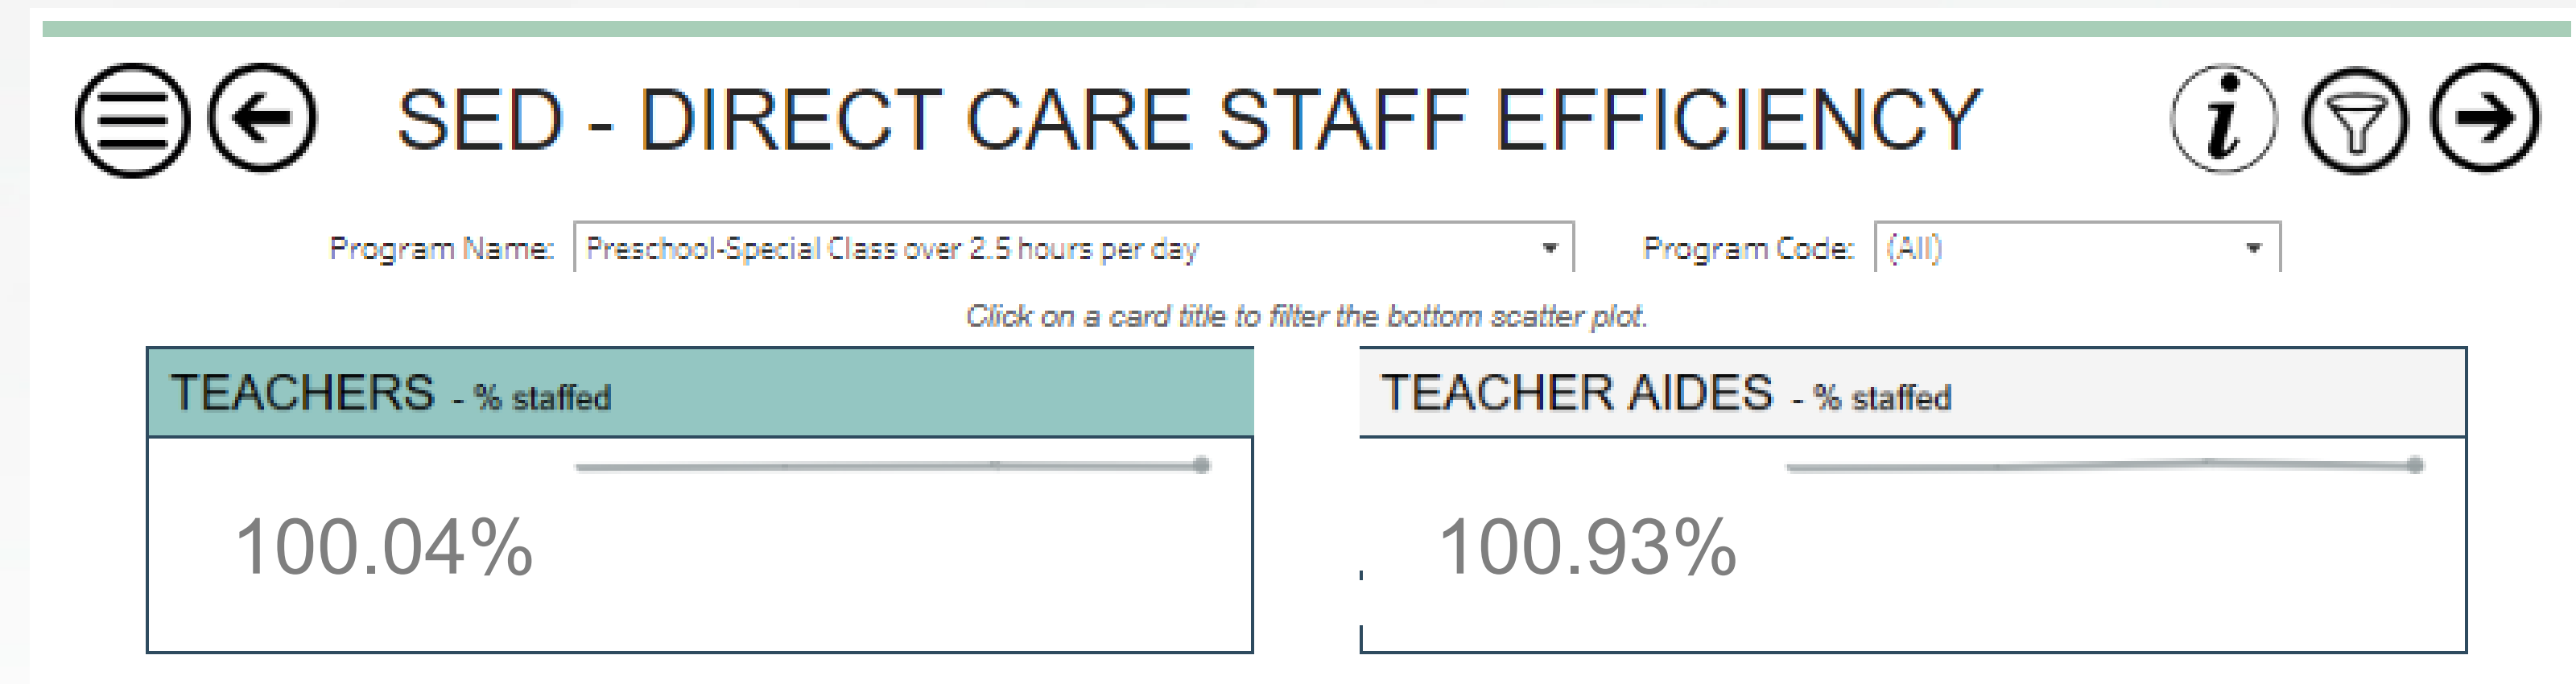 SED - DIRECT CARE STAFF EFFICIENCY
Program Name: Preschool-Special Class over 2.5 hours per day Program Code: (All)
Click on a card title to filter the bottom scatter plot.
TEACHERS - % staffed
100.04%
TEACHER AIDES - % staffed
100.93%